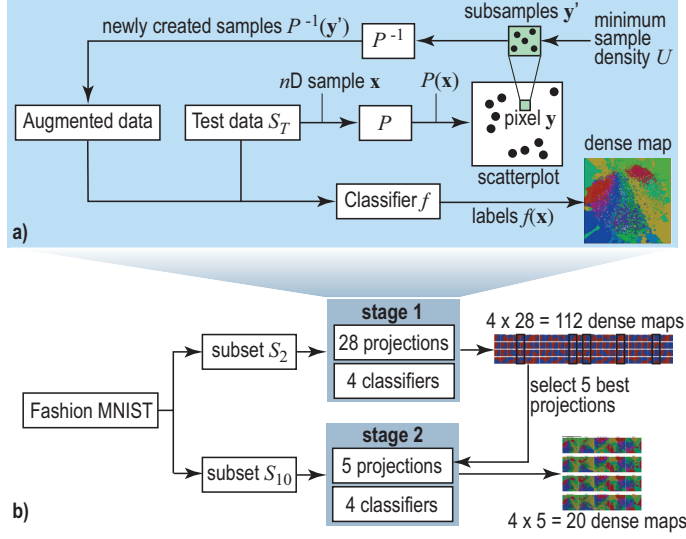 newly created samples P⁻¹(y')
P⁻¹
subsamples y'
minimum
sample
density U
nD sample x
P(x)
Augmented data
Test data S_T
P
pixel y
scatterplot
dense map
Classifier f
labels f(x)
a)
stage 1
28 projections
4 classifiers
4 x 28 = 112 dense maps
subset S₂
select 5 best
projections
Fashion MNIST
stage 2
subset S₁₀
5 projections
4 classifiers
4 x 5 = 20 dense maps
b)